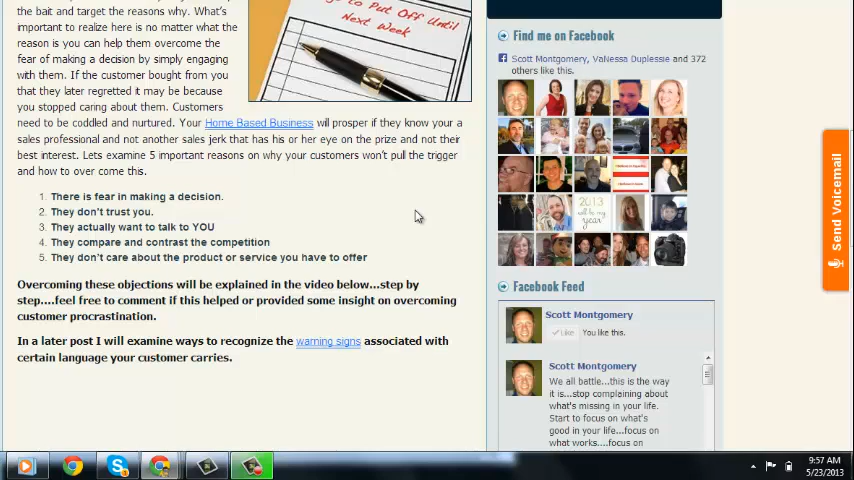 the bait and target the reasons why. What's
important to realize here is no matter what the
reason is you can help them overcome the
fear of making a decision by simply engaging
with them. If the customer bought from you
that they later regretted it may be because
you stopped caring about them. Customers
need to be coddled and nurtured. Your Home Based Business will prosper if they know your a
sales professional and not another sales jerk that has his or her eye on the prize and not their
best interest. Lets examine 5 important reasons on why your customers won't pull the trigger
and how to over come this.
1. There is fear in making a decision.
2. They don't trust you.
3. They actually want to talk to YOU
4. They compare and contrast the competition
5. They don't care about the product or service you have to offer
Overcoming these objections will be explained in the video below...step by
step....feel free to comment if this helped or provided some insight on overcoming
customer procrastination.
In a later post I will examine ways to recognize the warning signs associated with
certain language your customer carries.
to Put Off Until
Next Week
Find me on Facebook
Scott Montgomery, VaNessa Duplessie and 372
others like this.
2013
will be my
year
Facebook Feed
Scott Montgomery
Like You like this.
Scott Montgomery
We all battle...this is the way
it is...stop complaining about
what's missing in your life.
Start to focus on what's
good in your life...focus on
what works....focus on
Send Voicemail
9:57 AM
5/23/2013